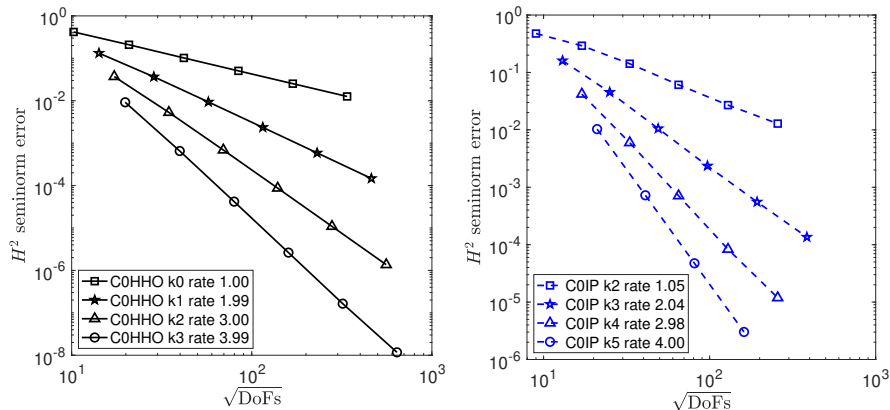 10^0
10^-2
10^-4
10^-6
10^-8
H^2 seminorm error
C0HHO k0 rate 1.00
C0HHO k1 rate 1.99
C0HHO k2 rate 3.00
C0HHO k3 rate 3.99
10^1
10^2
10^3
√DoFs
10^0
10^-1
10^-2
10^-3
10^-4
10^-5
10^-6
H^2 seminorm error
C0IP k2 rate 1.05
C0IP k3 rate 2.04
C0IP k4 rate 2.98
C0IP k5 rate 4.00
10^1
10^2
10^3
√DoFs